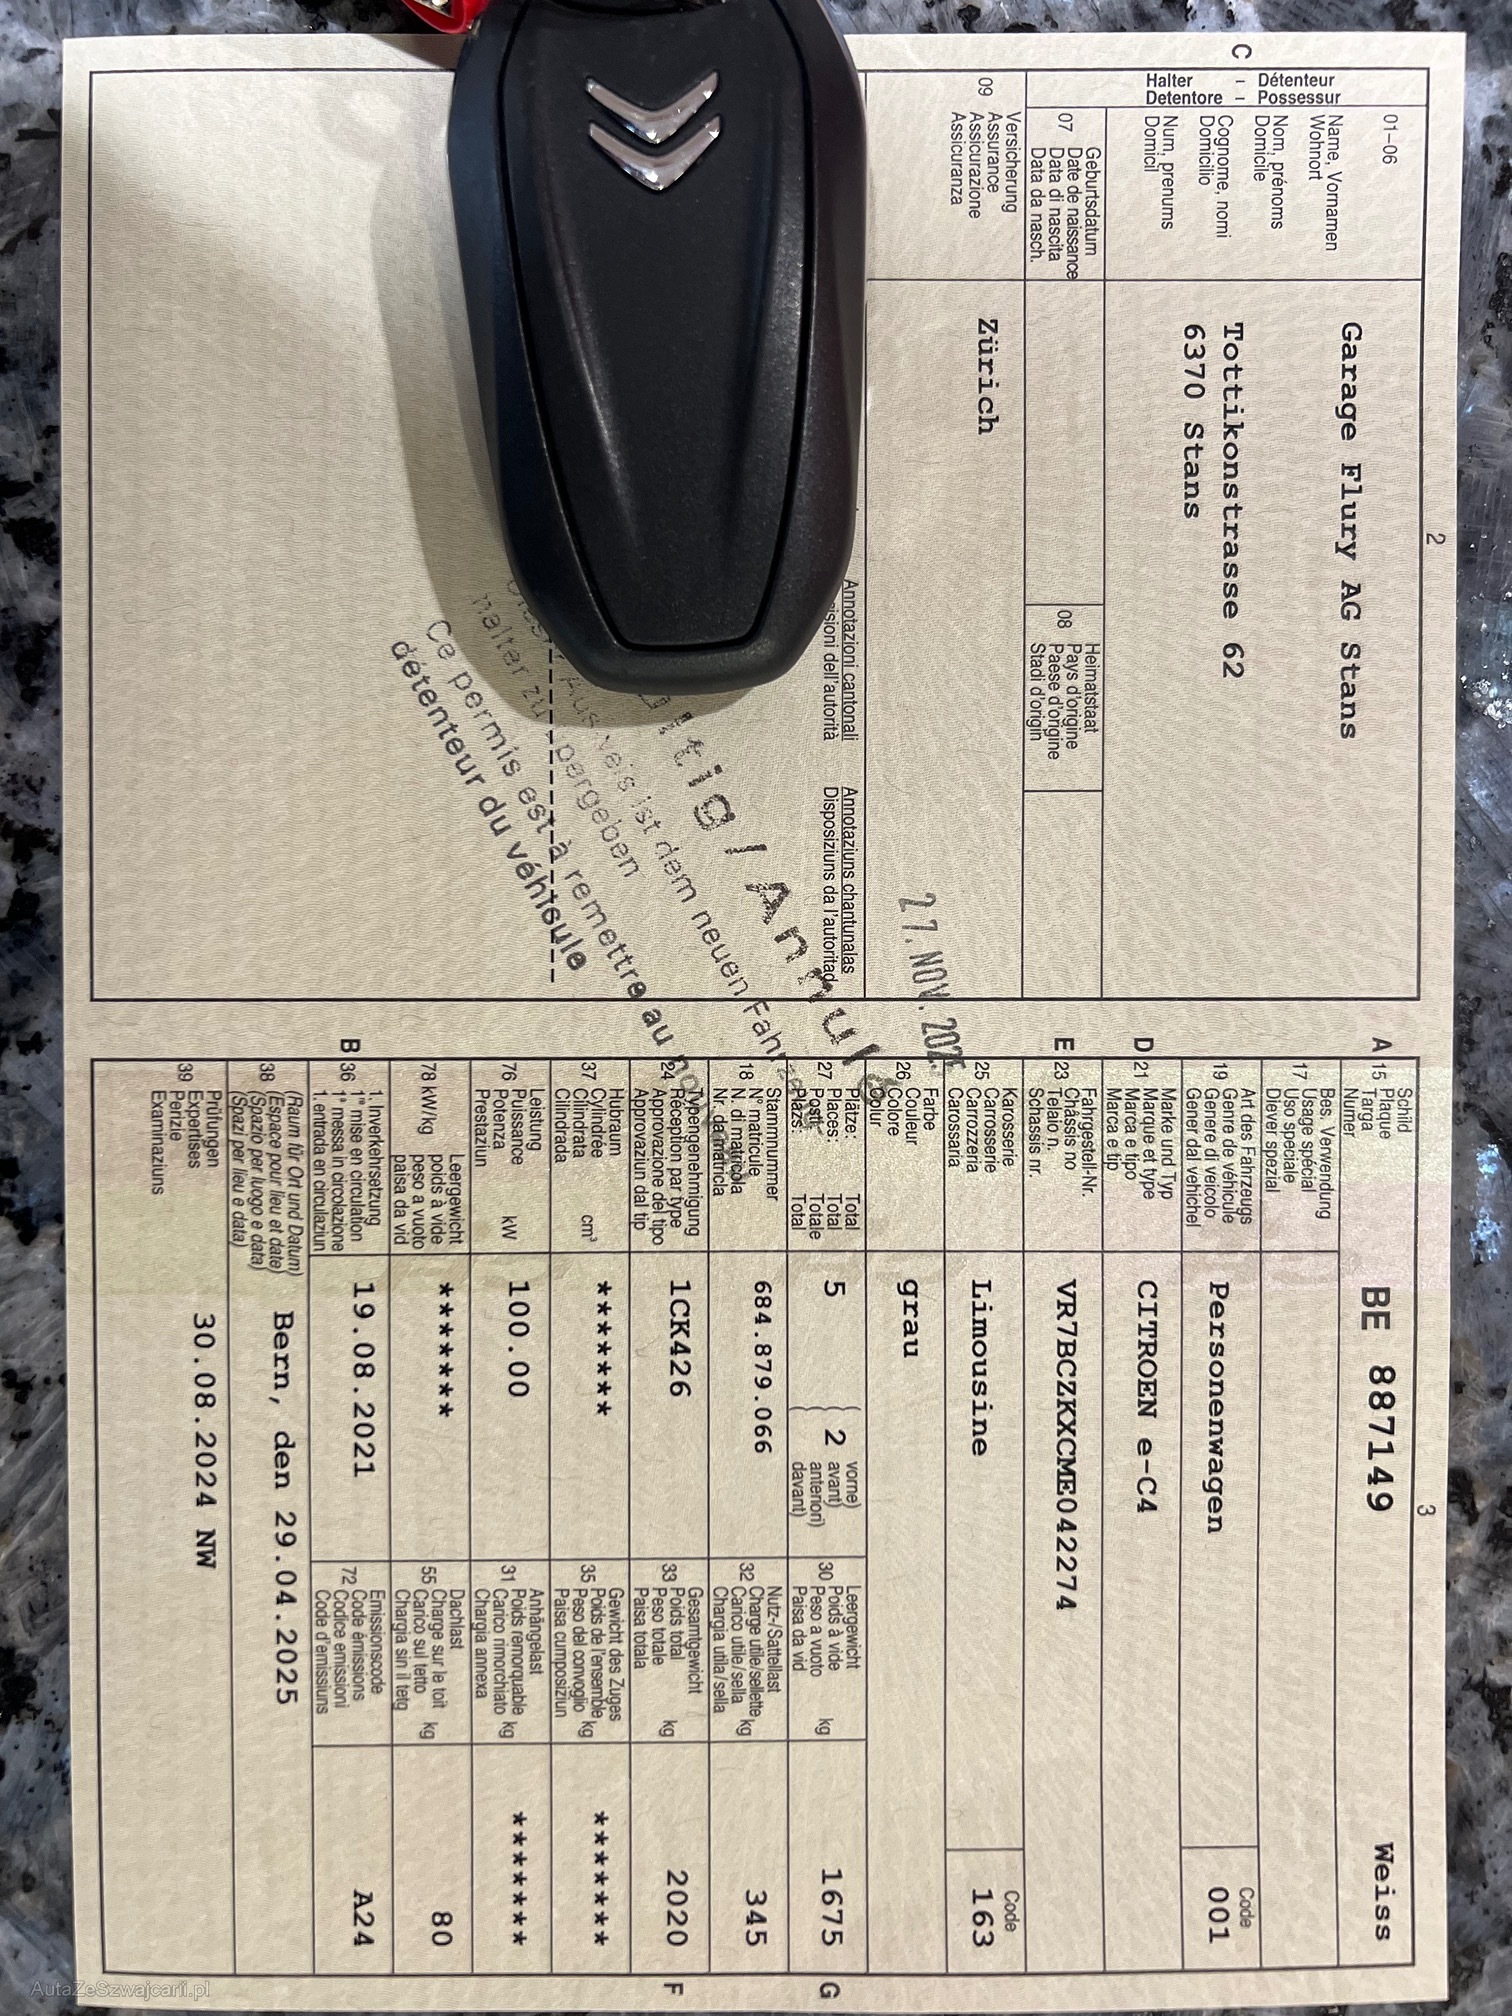 2
C
Halter - Détenteur
Detentore - Possessur
01-06
Name, Vornamen
Wohnort
Nom, prénoms
Domicile
Cognome, nomi
Domicilio
Num, prenums
Domicil
Garage Flury AG Stans
Tottikonstrasse 62
6370 Stans
07
Geburtsdatum
Date de naissance
Data di nascita
Data da nasch.
08
Heimatstaat
Pays d'origine
Paese d'origine
Stadi d'origin
09
Versicherung
Assurance
Assicurazione
Assicuranza
Zürich
27. NOV.
Annotazioni cantonali
dell'autorità
Annotaziuns chantunalas
Disposiziuns da l'autoritad
/ Annulé
ist dem neuen
halter zu
Ce permis est à remettre au
détenteur du véhicule
3
A
15
Schild
Plaque
Targa
Numer
BE 887149
Weiss
17
Bes. Verwendung
Usage spécial
Uso speciale
Diever spezial
19
Art des Fahrzeugs
Genre de véhicule
Genere di veicolo
Gener dal vehichel
Personenwagen
Code
001
D
21
Marke und Typ
Marque et type
Marca e tipo
Marca e tip
CITROEN e-C4
E
23
Fahrgestell-Nr.
Châssis no
Telaio n.
Schassis nr.
VR7BCZKXXCME042274
25
Karosserie
Carrosserie
Carrozzeria
Carossaria
Limousine
Code
163
26
Farbe
Couleur
Colore
Colur
grau
27
Plätze: Total
Places: Total
Posti: Totale
Plazs: Total
5
2
vorne)
avant)
anteriori)
davant)
30
Leergewicht
Poids à vide
Peso a vuoto
Paisa da vid
kg
1675
G
18
Stammnummer
N° matricule
N. di matricola
Nr. da matricla
684.879.066
32
Nutz-/Sattellast
Charge utile/sellette
Carico utile/sella
Chargia utila/sella
kg
345
24
Typengenehmigung
Réception par type
Approvazione del tipo
Approvaziun dal tip
1CK426
33
Gesamtgewicht
Poids total
Peso totale
Paisa totala
kg
2020
F
37
Hubraum
Cylindrée
Cilindrata
Cilindrada
cm³
*******
35
Gewicht des Zuges
Poids de l'ensemble
Peso del convoglio
Paisa cumposiziun
kg
*******
76
Leistung
Puissance
Potenza
Prestaziun
kW
100.00
31
Anhängelast
Poids remorquable
Carico rimorchiato
Chargia annexa
kg
*******
78 kW/kg
Leergewicht
poids à vide
peso a vuoto
paisa da vid
*******
55
Dachlast
Charge sur le toit
Carico sul tetto
Chargia sin il tetg
kg
80
B
36
1. Inverkehrsetzung
1re mise en circulation
1a messa in circolazione
1. entrada en circulaziun
19.08.2021
72
Emissionscode
Code émissions
Codice emissioni
Code d'emissiuns
A24
38
(Raum für Ort und Datum)
(Espace pour lieu et date)
(Spazio per luogo e data)
(Spazi per lieu e data)
Bern, den 29.04.2025
39
Prüfungen
Expertises
Perizie
Examinaziuns
30.08.2024 NW
AutaZeSzwajcarii.pl